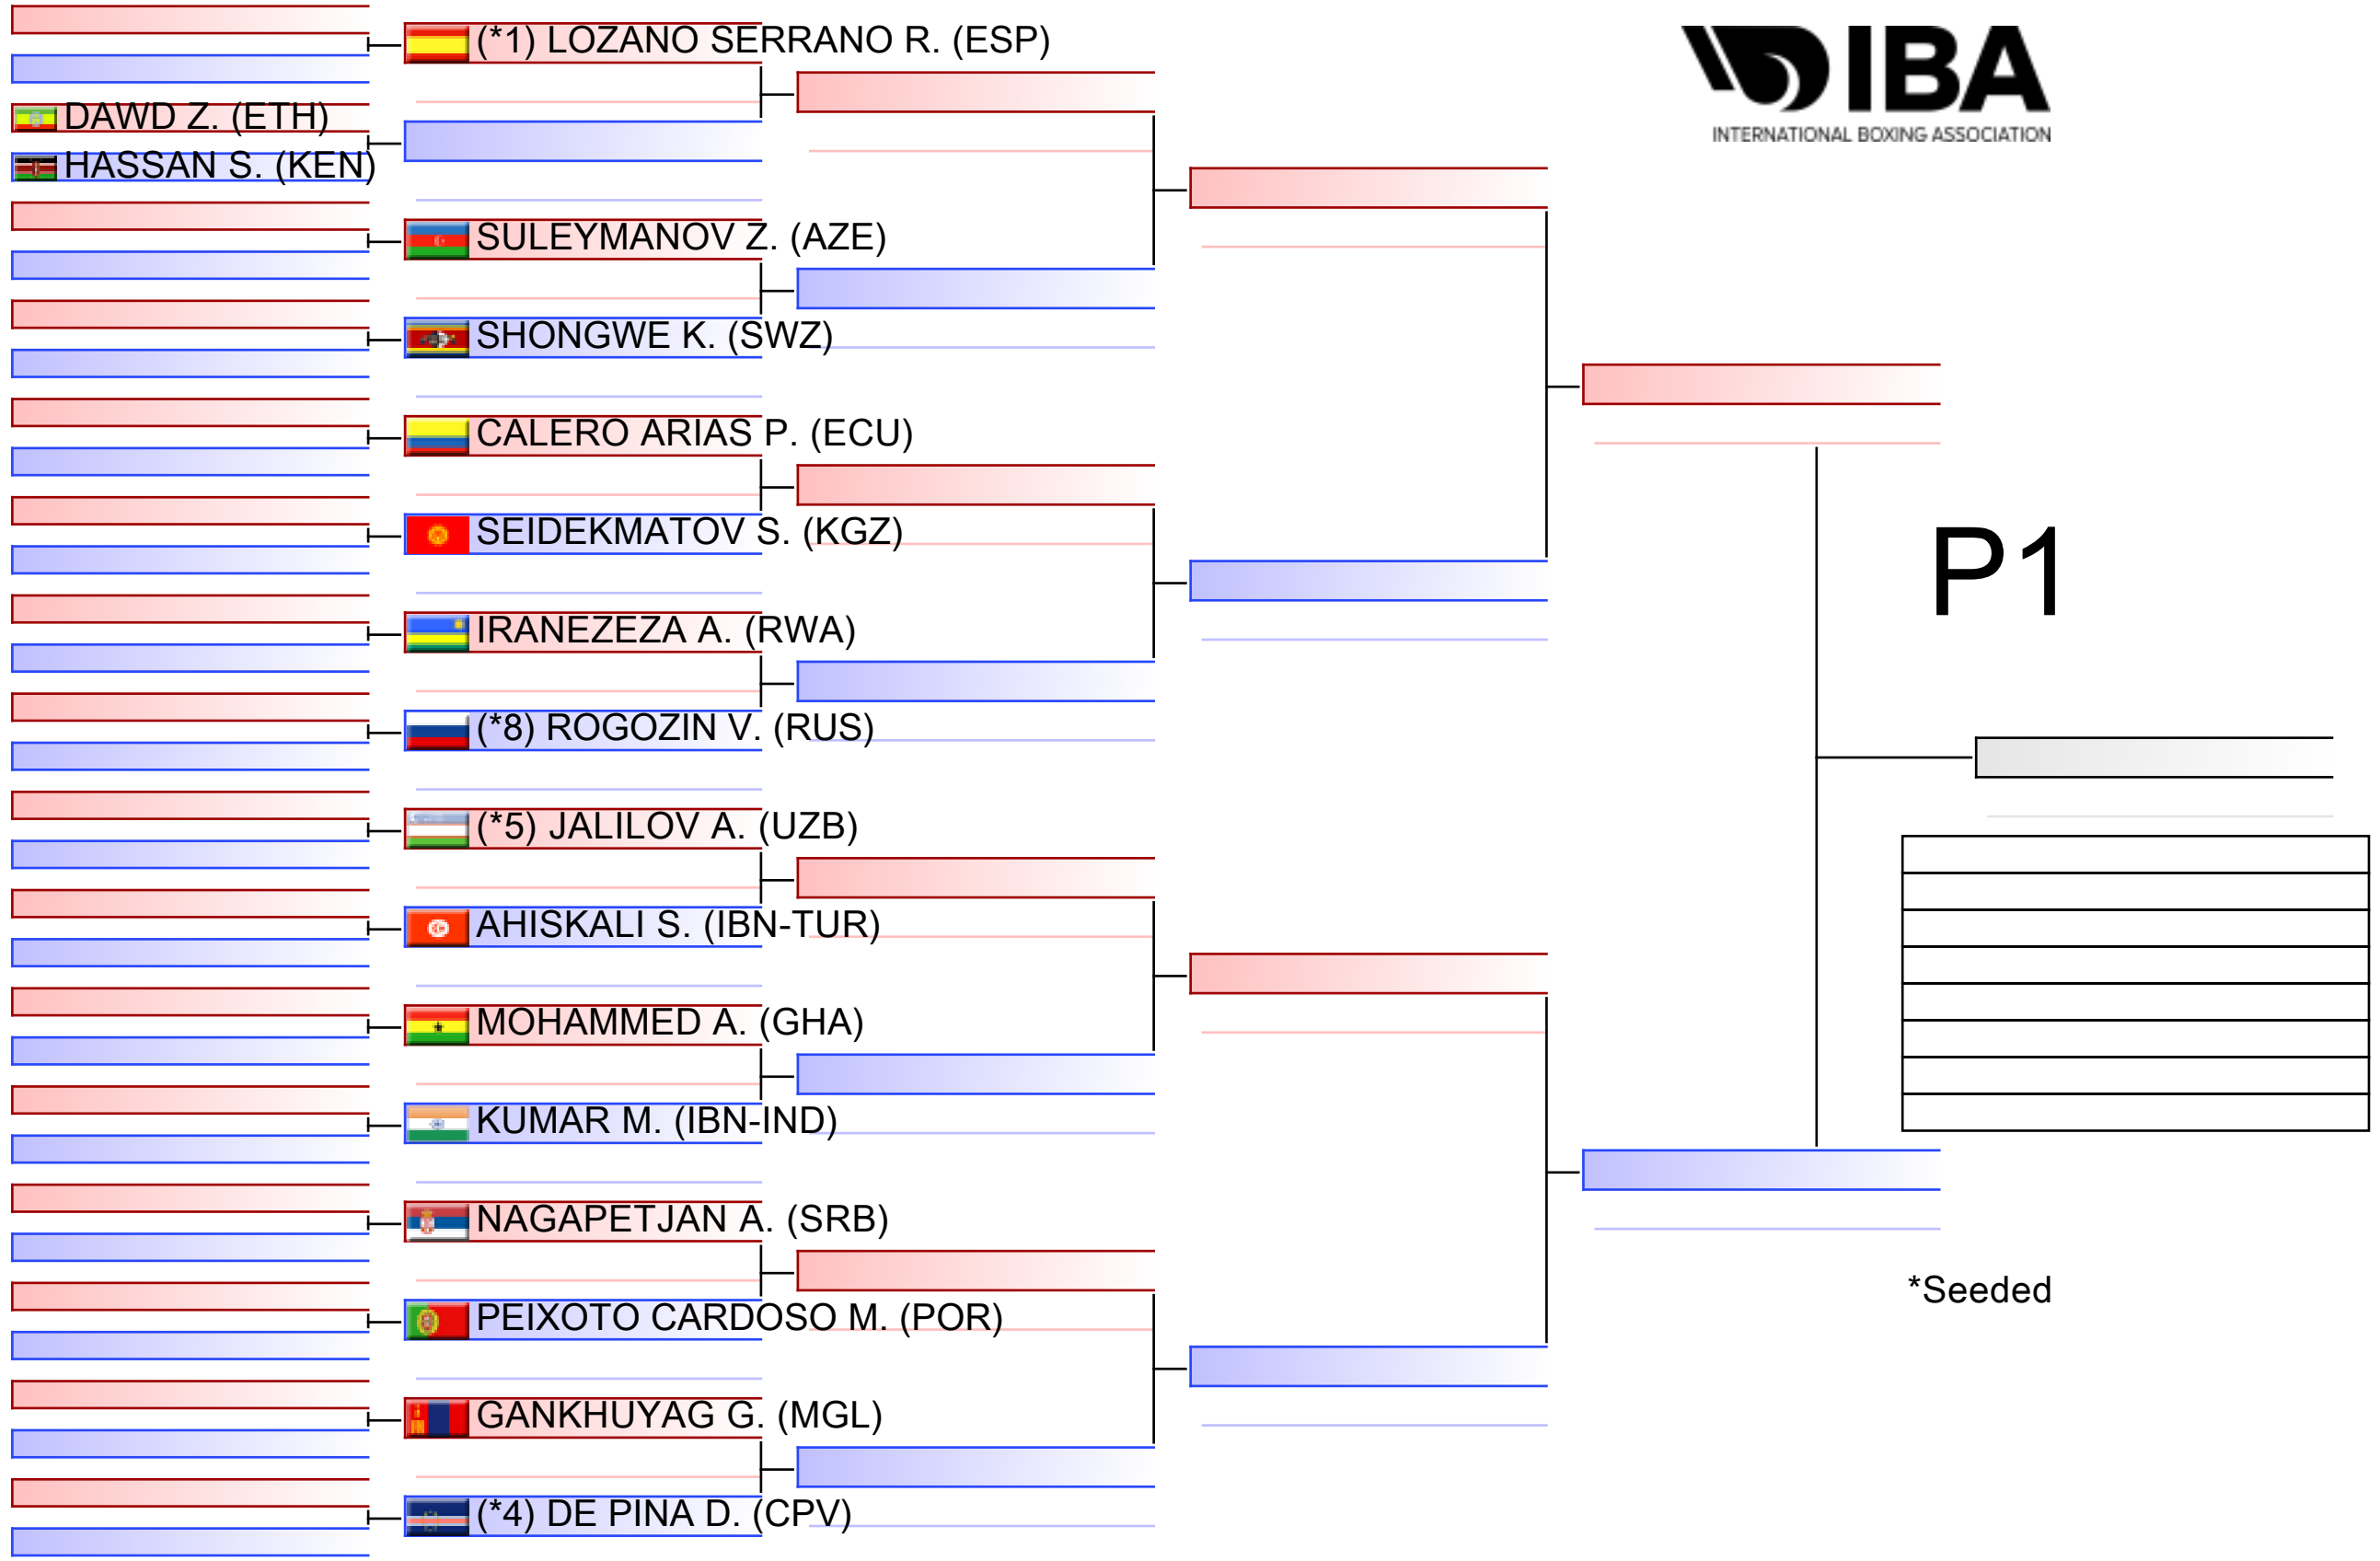 (*1) LOZANO SERRANO R. (ESP)
DAWD Z. (ETH)
HASSAN S. (KEN)
SULEYMANOV Z. (AZE)
SHONGWE K. (SWZ)
CALERO ARIAS P. (ECU)
SEIDEKMATOV S. (KGZ)
IRANEZEZA A. (RWA)
(*8) ROGOZIN V. (RUS)
(*5) JALILOV A. (UZB)
AHISKALI S. (IBN-TUR)
MOHAMMED A. (GHA)
KUMAR M. (IBN-IND)
NAGAPETJAN A. (SRB)
PEIXOTO CARDOSO M. (POR)
GANKHUYAG G. (MGL)
(*4) DE PINA D. (CPV)
IBA
INTERNATIONAL BOXING ASSOCIATION
P1
*Seeded